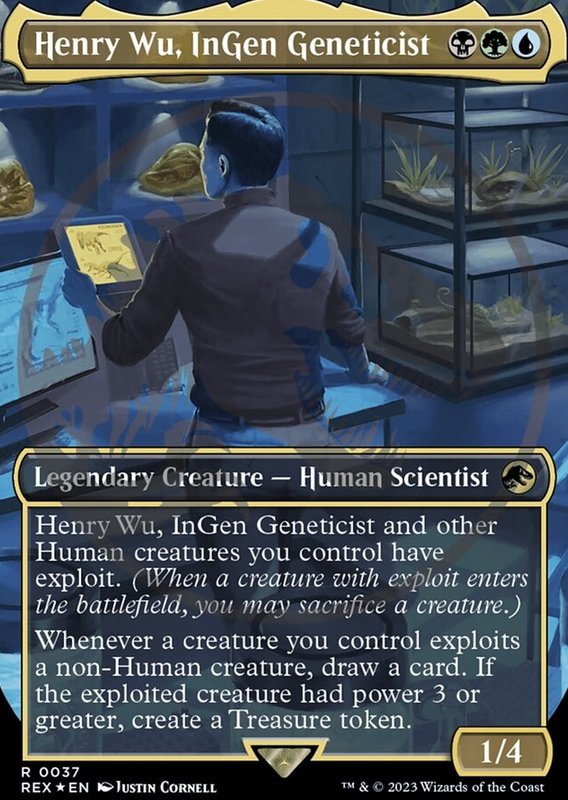 Henry Wu, InGen Geneticist
Legendary Creature — Human Scientist
Henry Wu, InGen Geneticist and other
Human creatures you control have
exploit. (When a creature with exploit enters
the battlefield, you may sacrifice a creature.)
Whenever a creature you control exploits
a non-Human creature, draw a card. If
the exploited creature had power 3 or
greater, create a Treasure token.
1/4
R 0037
REX★EN Justin Cornell
™ & © 2023 Wizards of the Coast